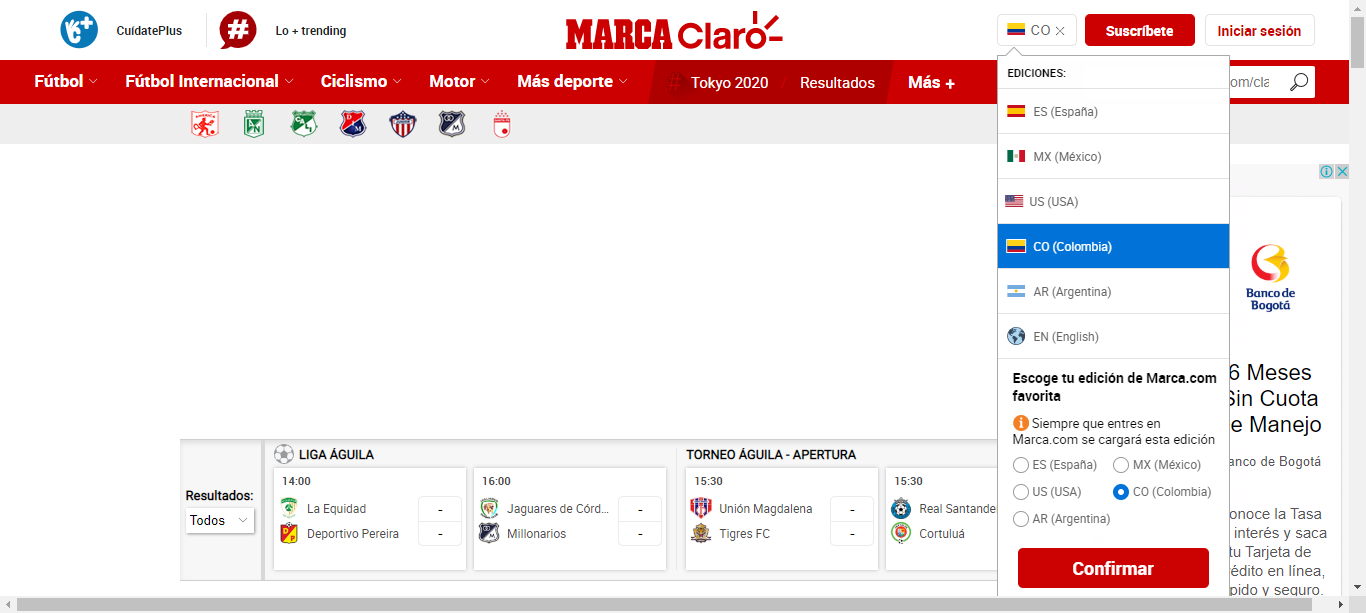 CuídatePlus
#
Lo + trending
MARCA Claro
CO
Suscríbete
Iniciar sesión
Fútbol
Fútbol Internacional
Ciclismo
Motor
Más deporte
# Tokyo 2020 / Resultados
Más +
om/cla
EDICIONES:
ES (España)
MX (México)
US (USA)
CO (Colombia)
AR (Argentina)
EN (English)
Escoge tu edición de Marca.com
favorita
Siempre que entres en
Marca.com se cargará esta edición
ES (España)
MX (México)
US (USA)
CO (Colombia)
AR (Argentina)
Confirmar
Banco de
Bogotá
6 Meses
Sin Cuota
e Manejo
anco de Bogotá
onoce la Tasa
interés y saca
tu Tarjeta de
rédito en línea,
pido y seguro.
Resultados:
Todos
LIGA ÁGUILA
14:00
La Equidad -
Deportivo Pereira -
16:00
Jaguares de Córd... -
Millonarios -
TORNEO ÁGUILA - APERTURA
15:30
Unión Magdalena -
Tigres FC -
15:30
Real Santander
Cortuluá